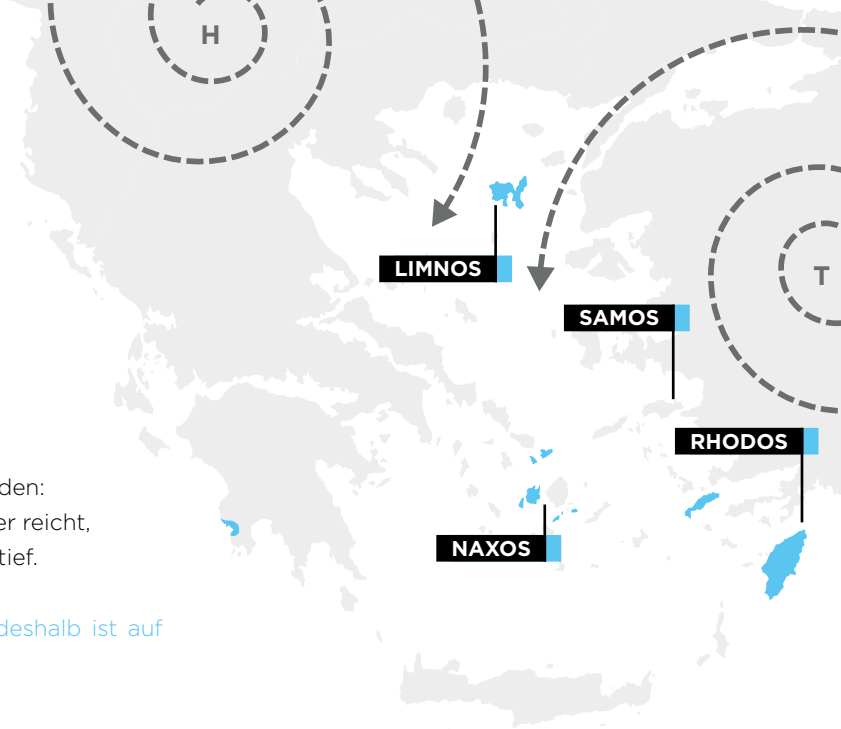 H
T
LIMNOS
SAMOS
RHODOS
den:
er reicht,
NAXOS
tief.
deshalb ist auf